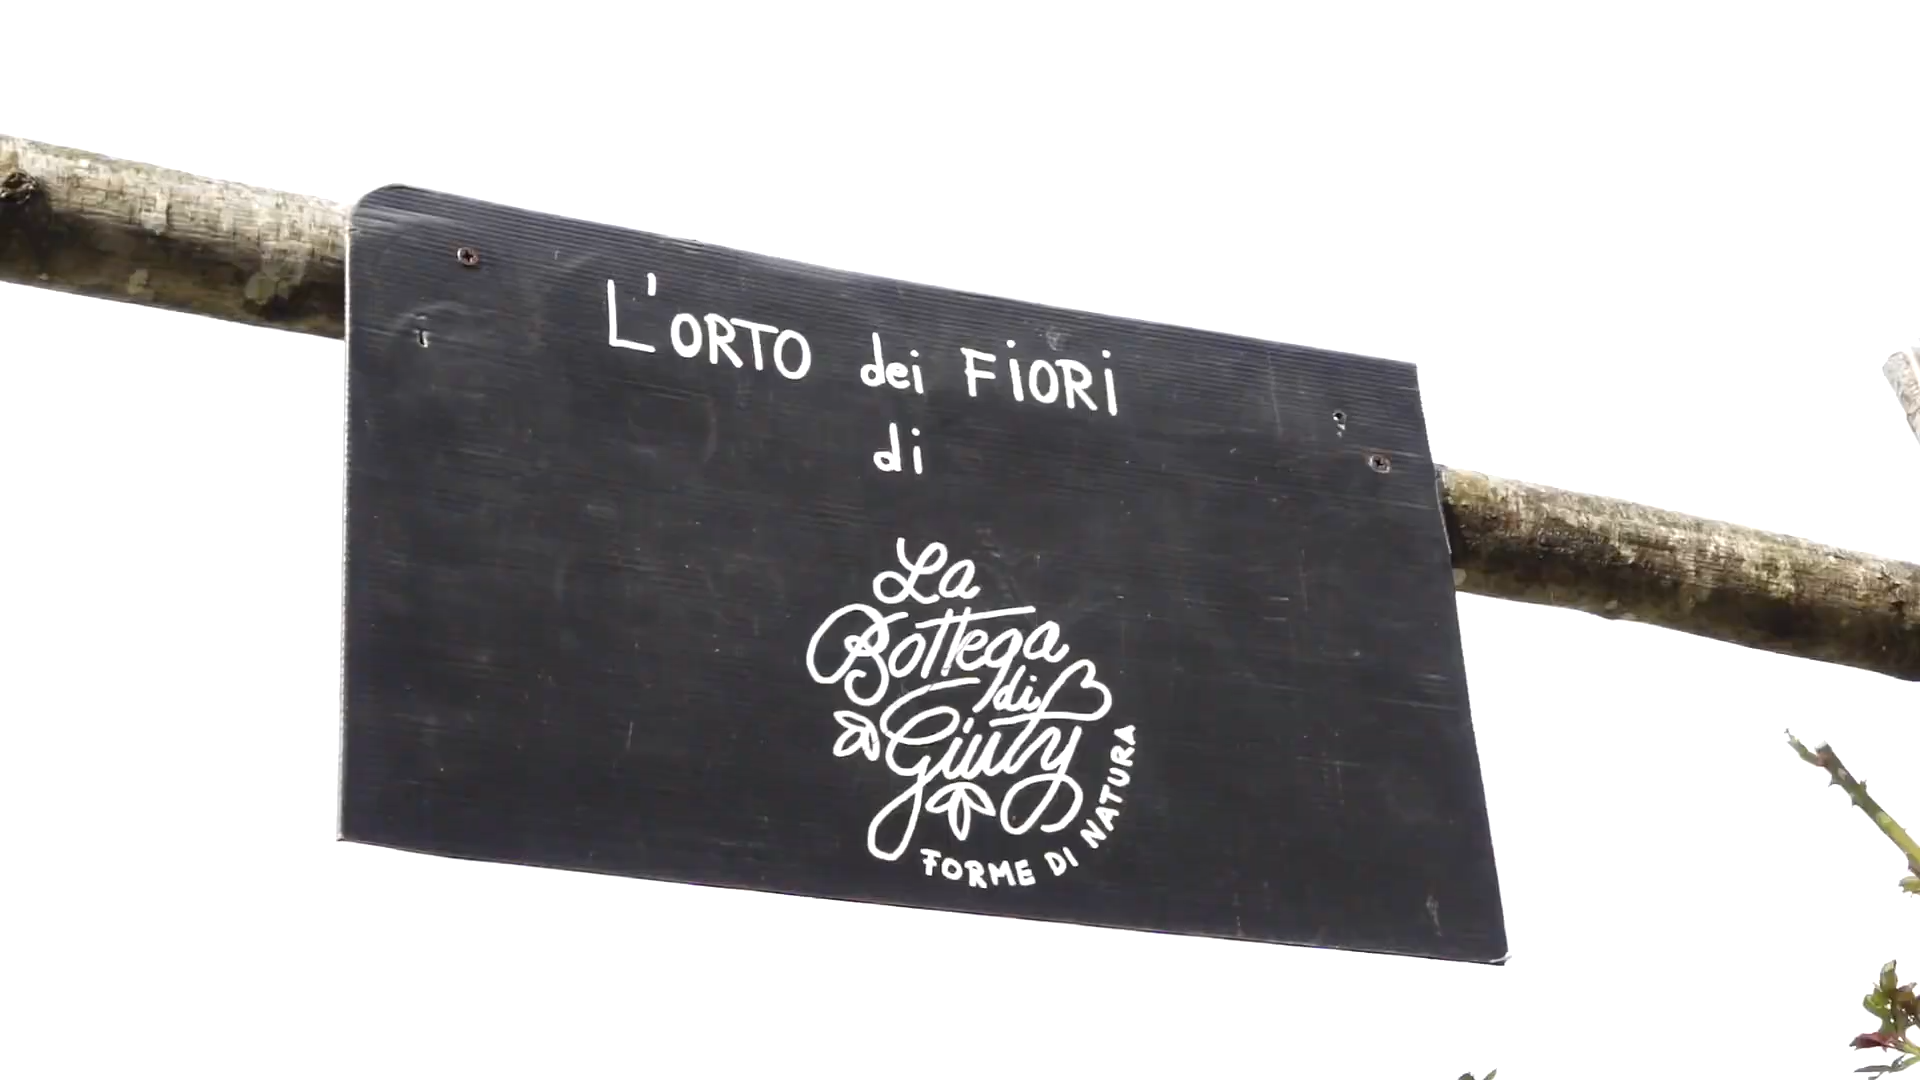 L'ORTO dei FiORi
di
La
Bottega
di
Giuly
FORME DI NATURA